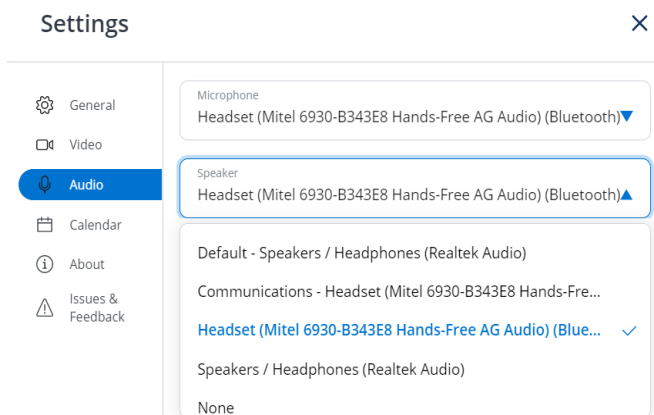 Settings
General
Video
Audio
Calendar
About
Issues &
Feedback
Microphone
Headset (Mitel 6930-B343E8 Hands-Free AG Audio) (Bluetooth)
Speaker
Headset (Mitel 6930-B343E8 Hands-Free AG Audio) (Bluetooth)
Default - Speakers / Headphones (Realtek Audio)
Communications - Headset (Mitel 6930-B343E8 Hands-Fre...
Headset (Mitel 6930-B343E8 Hands-Free AG Audio) (Blue...
Speakers / Headphones (Realtek Audio)
None